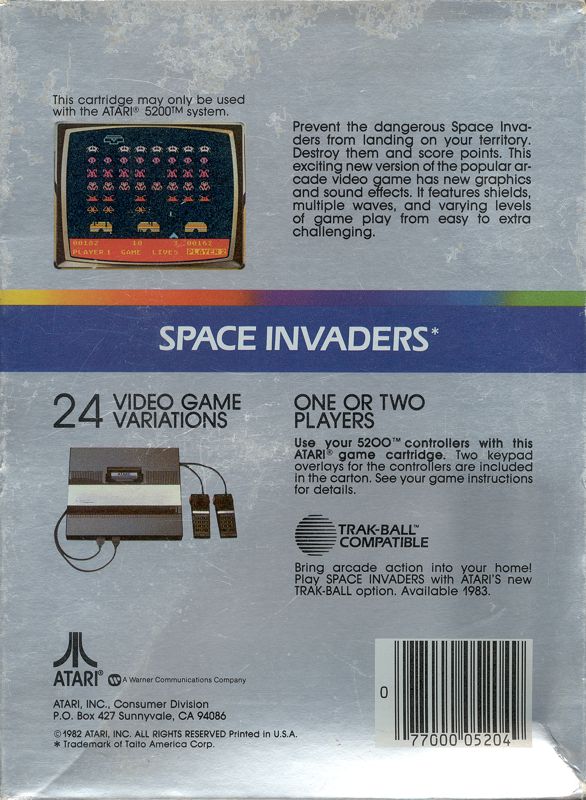 This cartridge may only be used
with the ATARI® 5200™ system.
00182 10 3 00162
PLAYER 1 GAME LIVES PLAYER 2
Prevent the dangerous Space Inva-
ders from landing on your territory.
Destroy them and score points. This
exciting new version of the popular ar-
cade video game has new graphics
and sound effects. It features shields,
multiple waves, and varying levels
of game play from easy to extra
challenging.
SPACE INVADERS*
24 VIDEO GAME
VARIATIONS
ATARI
ONE OR TWO
PLAYERS
Use your 5200™ controllers with this
ATARI® game cartridge. Two keypad
overlays for the controllers are included
in the carton. See your game instructions
for details.
TRAK-BALL™
COMPATIBLE
Bring arcade action into your home!
Play SPACE INVADERS with ATARI'S new
TRAK-BALL option. Available 1983.
ATARI® W A Warner Communications Company
ATARI, INC., Consumer Division
P.O. Box 427 Sunnyvale, CA 94086
© 1982 ATARI, INC. ALL RIGHTS RESERVED Printed in U.S.A.
* Trademark of Taito America Corp.
0 77000 05204